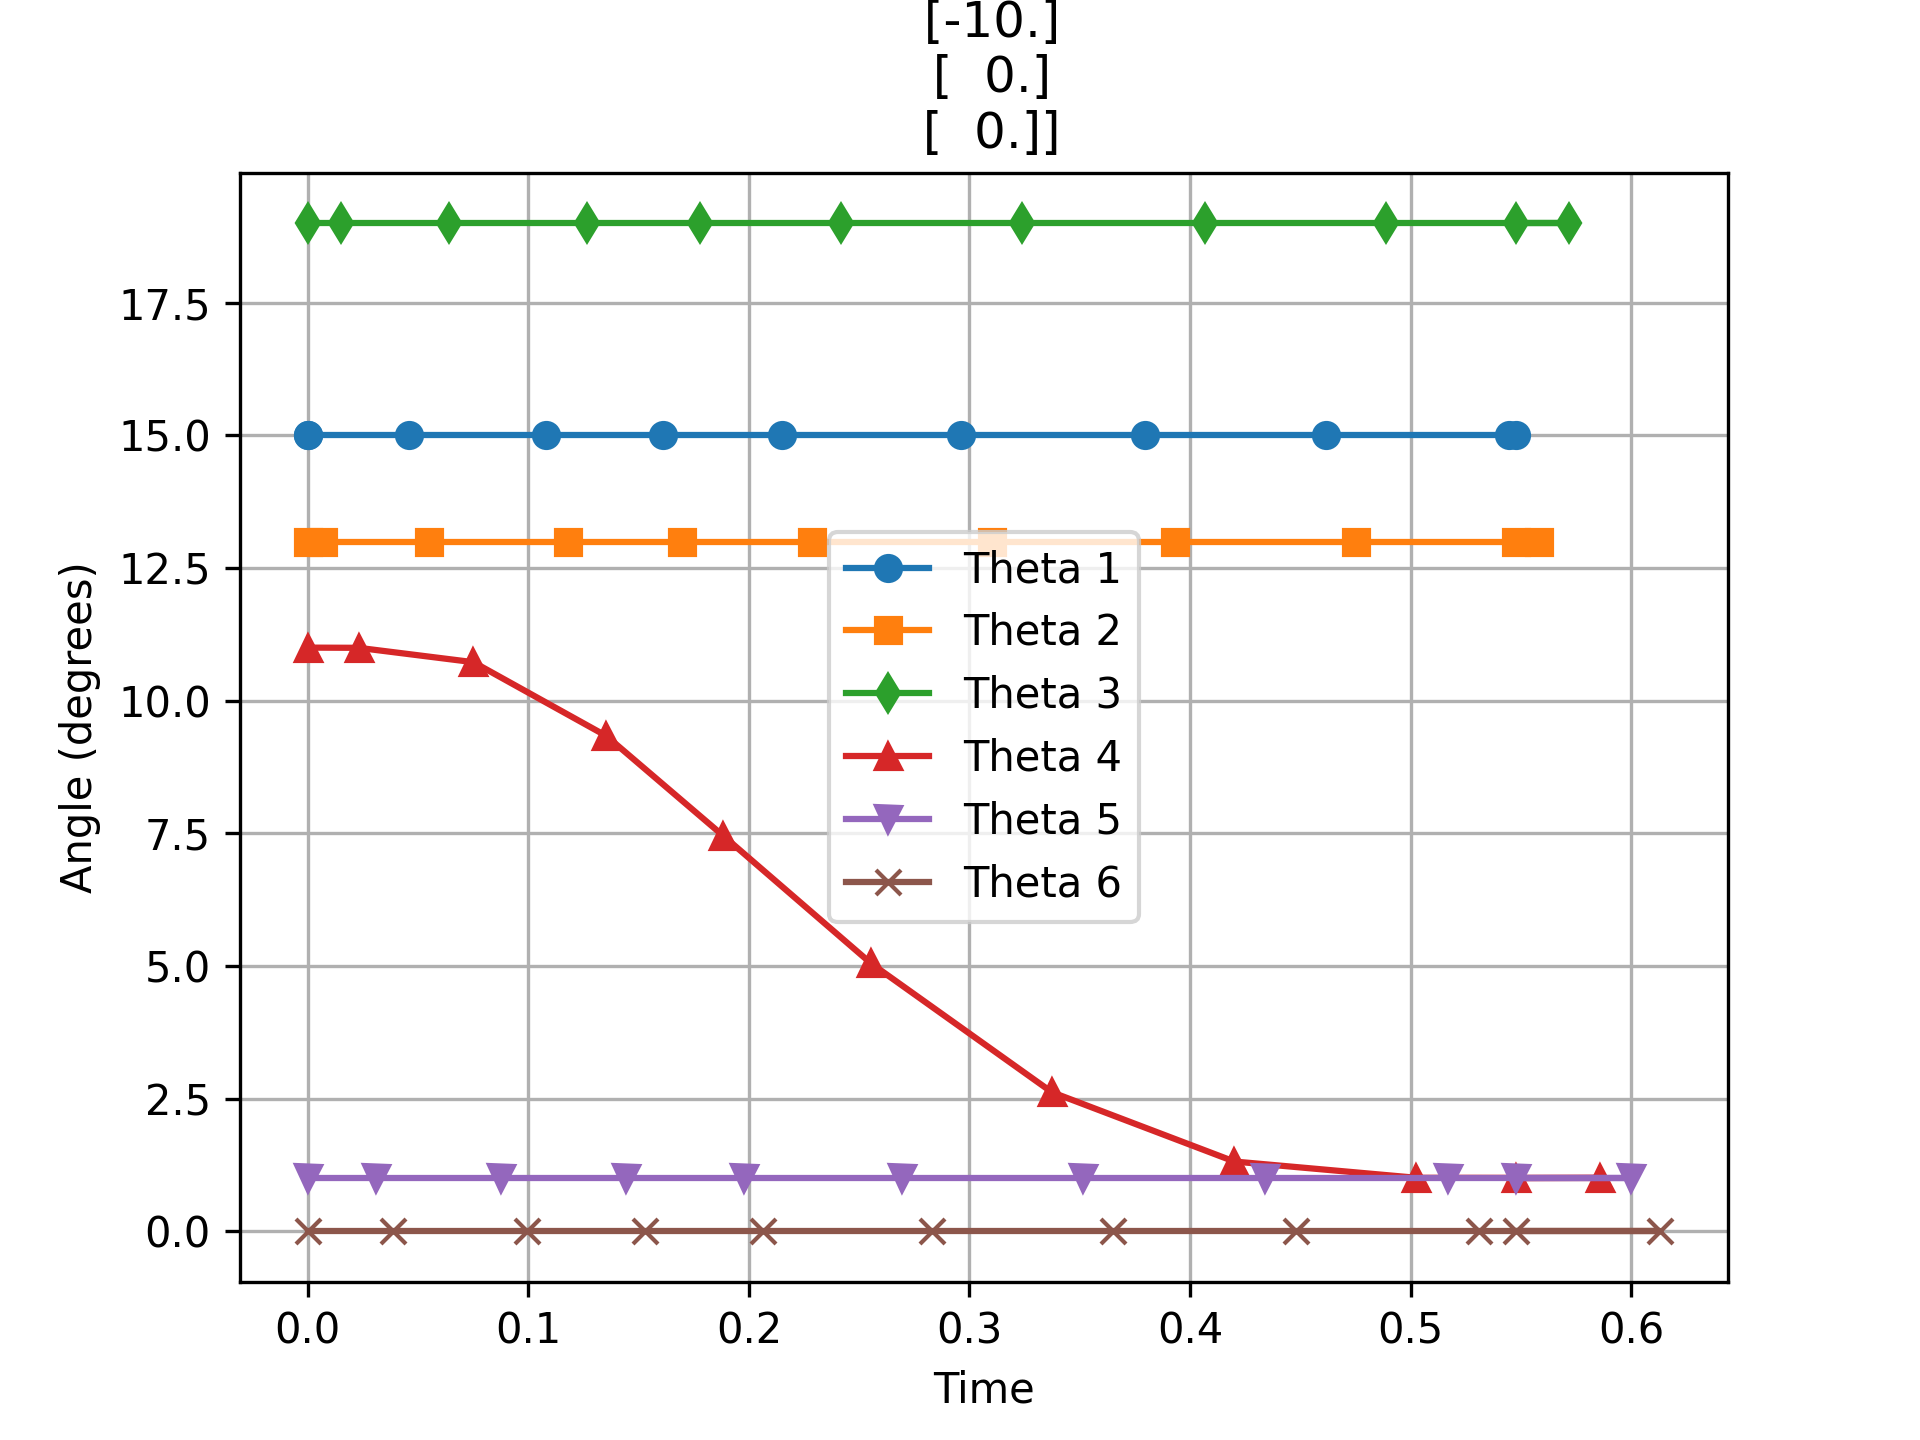 [-10.]
[  0.]
[  0.]]
17.5
15.0
12.5
10.0
7.5
5.0
2.5
0.0
Angle (degrees)
Theta 1
Theta 2
Theta 3
Theta 4
Theta 5
Theta 6
0.0 0.1 0.2 0.3 0.4 0.5 0.6
Time